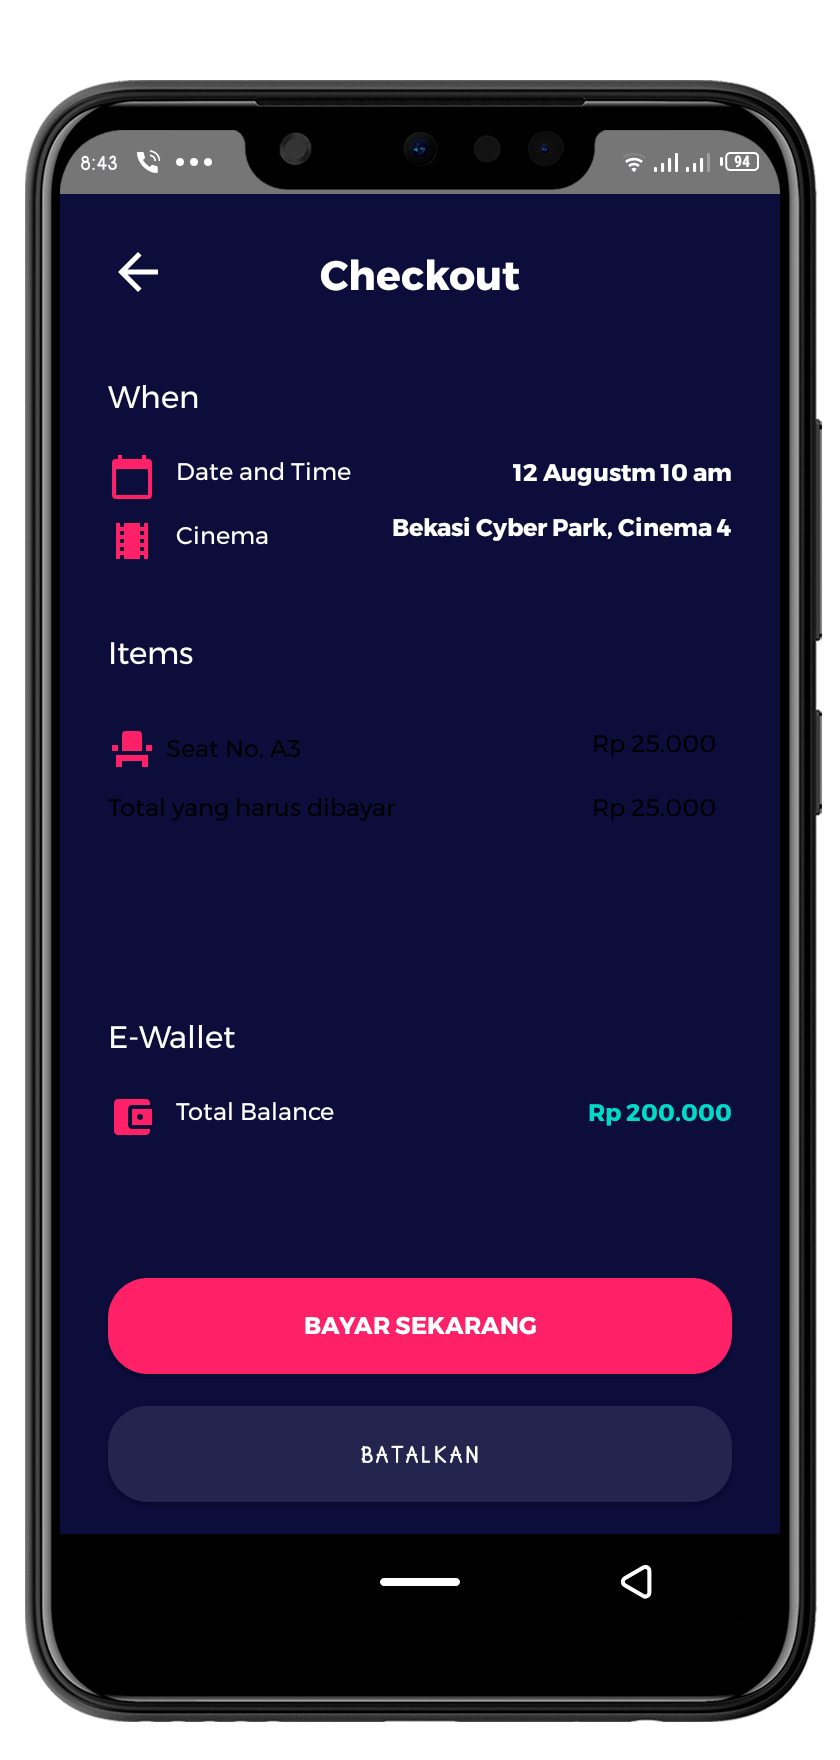 8:43 94
Checkout
When
Date and Time 12 Augustm 10 am
Cinema Bekasi Cyber Park, Cinema 4
Items
Seat No. A3 Rp 25.000
Total yang harus dibayar Rp 25.000
E-Wallet
Total Balance Rp 200.000
BAYAR SEKARANG
BATALKAN